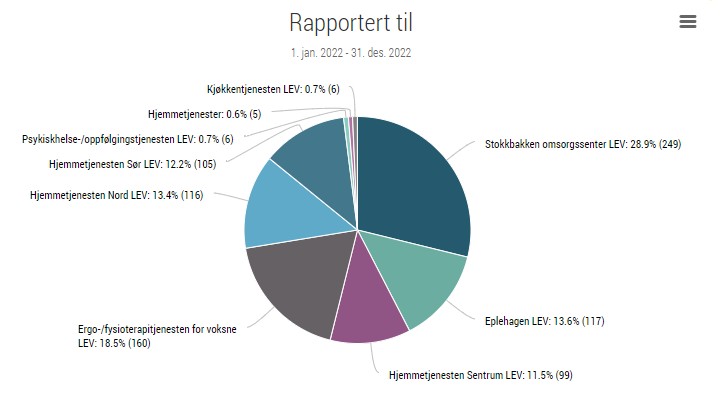 Rapportert til
1. jan. 2022 - 31. des. 2022
Kjøkkentjenesten LEV: 0.7% (6)
Hjemmetjenester: 0.6% (5)
Psykiskhelse-/oppfølgingstjenesten LEV: 0.7% (6)
Hjemmetjenesten Sør LEV: 12.2% (105)
Hjemmetjenesten Nord LEV: 13.4% (116)
Ergo-/fysioterapitjenesten for voksne
LEV: 18.5% (160)
Stokkbakken omsorgssenter LEV: 28.9% (249)
Eplehagen LEV: 13.6% (117)
Hjemmetjenesten Sentrum LEV: 11.5% (99)